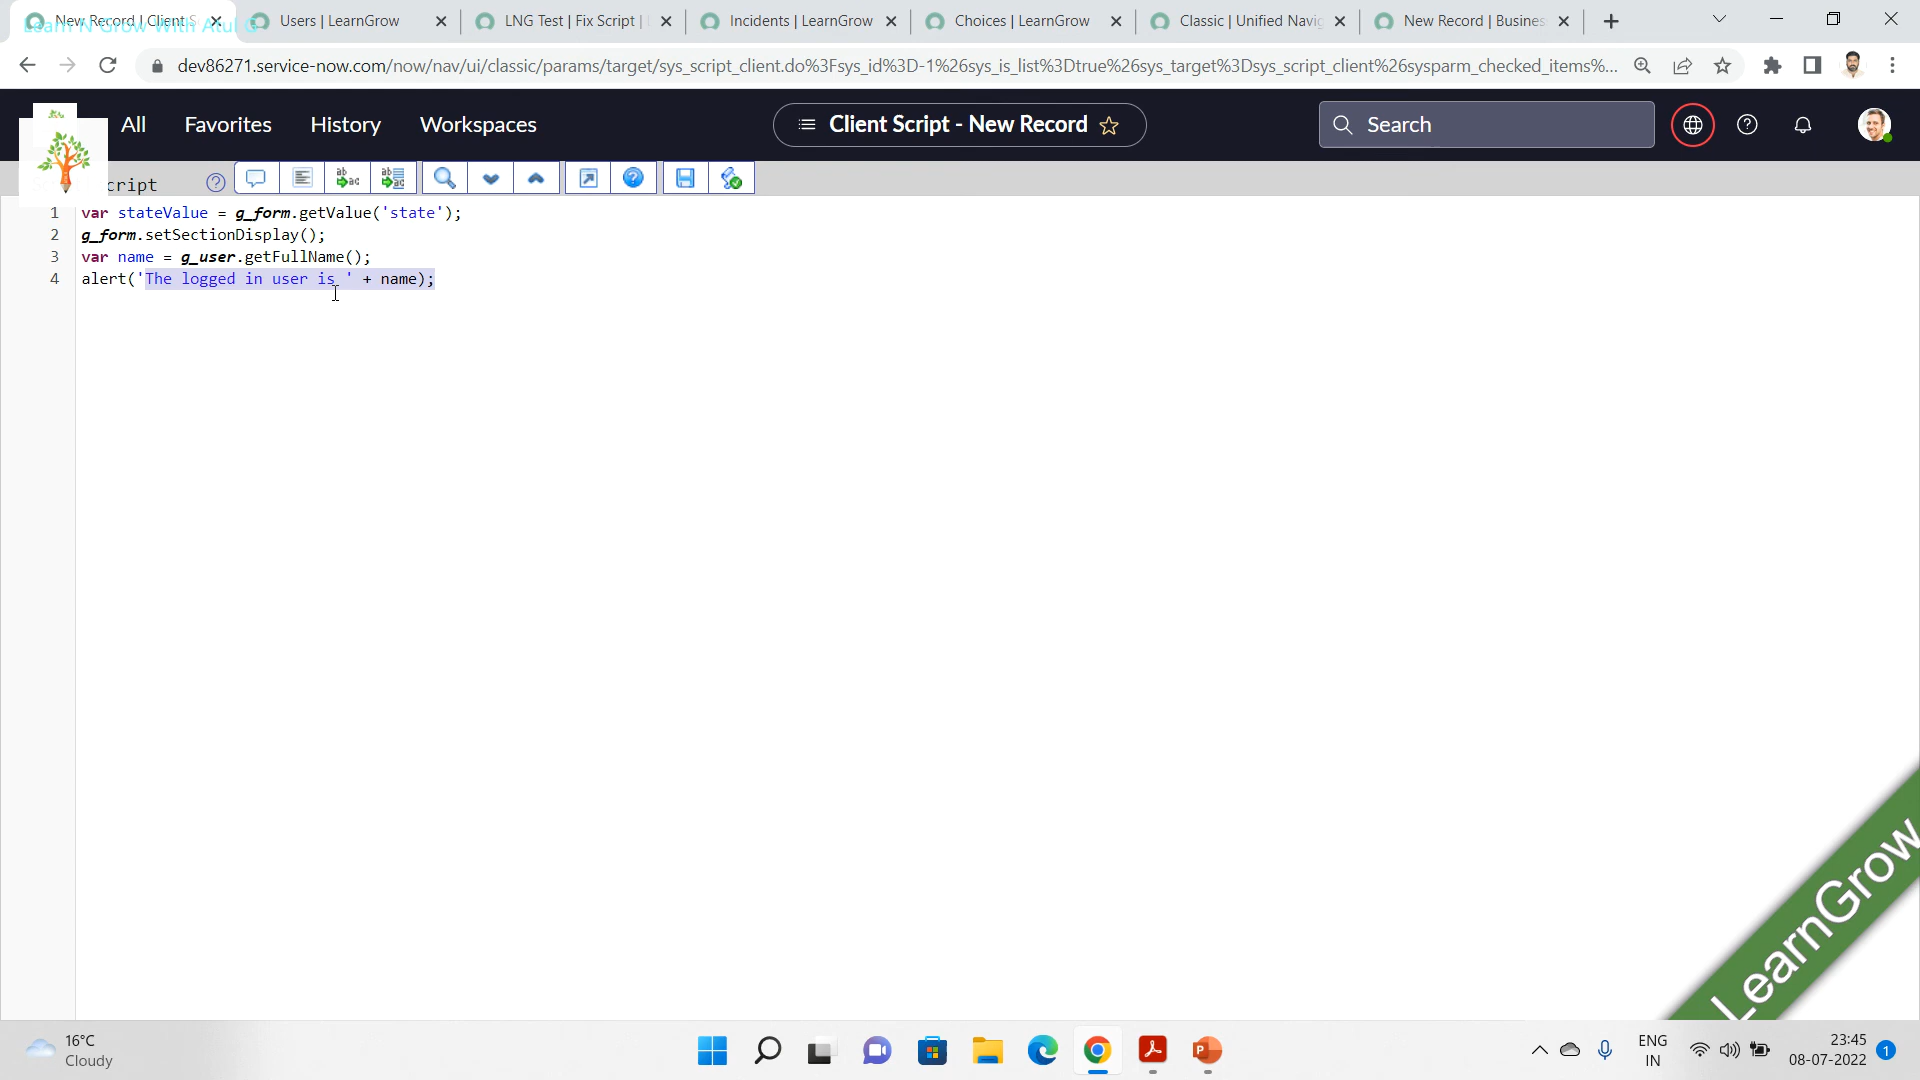 New Record | Client S
Users | LearnGrow
LNG Test | Fix Script |
Incidents | LearnGrow
Choices | LearnGrow
Classic | Unified Navig
New Record | Busines
Learn N Grow With Atul G
dev86271.service-now.com/now/nav/ui/classic/params/target/sys_script_client.do%3Fsys_id%3D-1%26sys_is_list%3Dtrue%26sys_target%3Dsys_script_client%26sysparm_checked_items%...
All
Favorites
History
Workspaces
Client Script - New Record
Search
cript
1 var stateValue = g_form.getValue('state');
2 g_form.setSectionDisplay();
3 var name = g_user.getFullName();
4 alert('The logged in user is ' + name);
LearnGrow
16°C
Cloudy
ENG
IN
23:45
08-07-2022
1